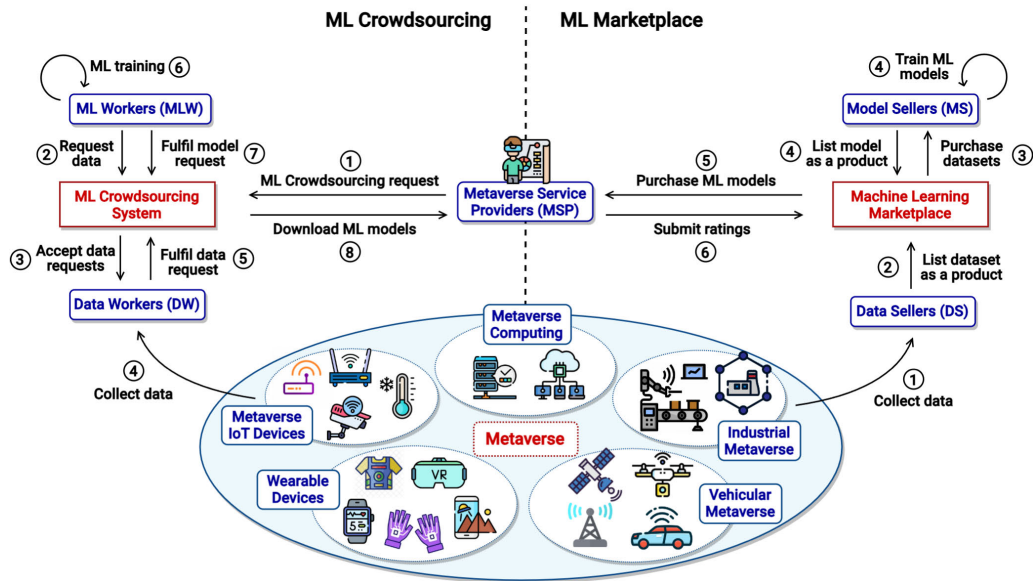 ML Crowdsourcing
ML Marketplace
ML training ⑥
ML Workers (MLW)
② Request
data
Fulfil model
request ⑦
ML Crowdsourcing
System
③ Accept data
requests
Fulfil data
request ⑤
Data Workers (DW)
④
Collect data
①
ML Crowdsourcing request
Download ML models
⑧
Metaverse Service
Providers (MSP)
⑤
Purchase ML models
Submit ratings
⑥
④ Train ML
models
Model Sellers (MS)
④ List model
as a product
Purchase
datasets ③
Machine Learning
Marketplace
② List dataset
as a product
Data Sellers (DS)
①
Collect data
Metaverse
Computing
Metaverse
IoT Devices
Metaverse
Industrial
Metaverse
Wearable
Devices
VR
5
Vehicular
Metaverse